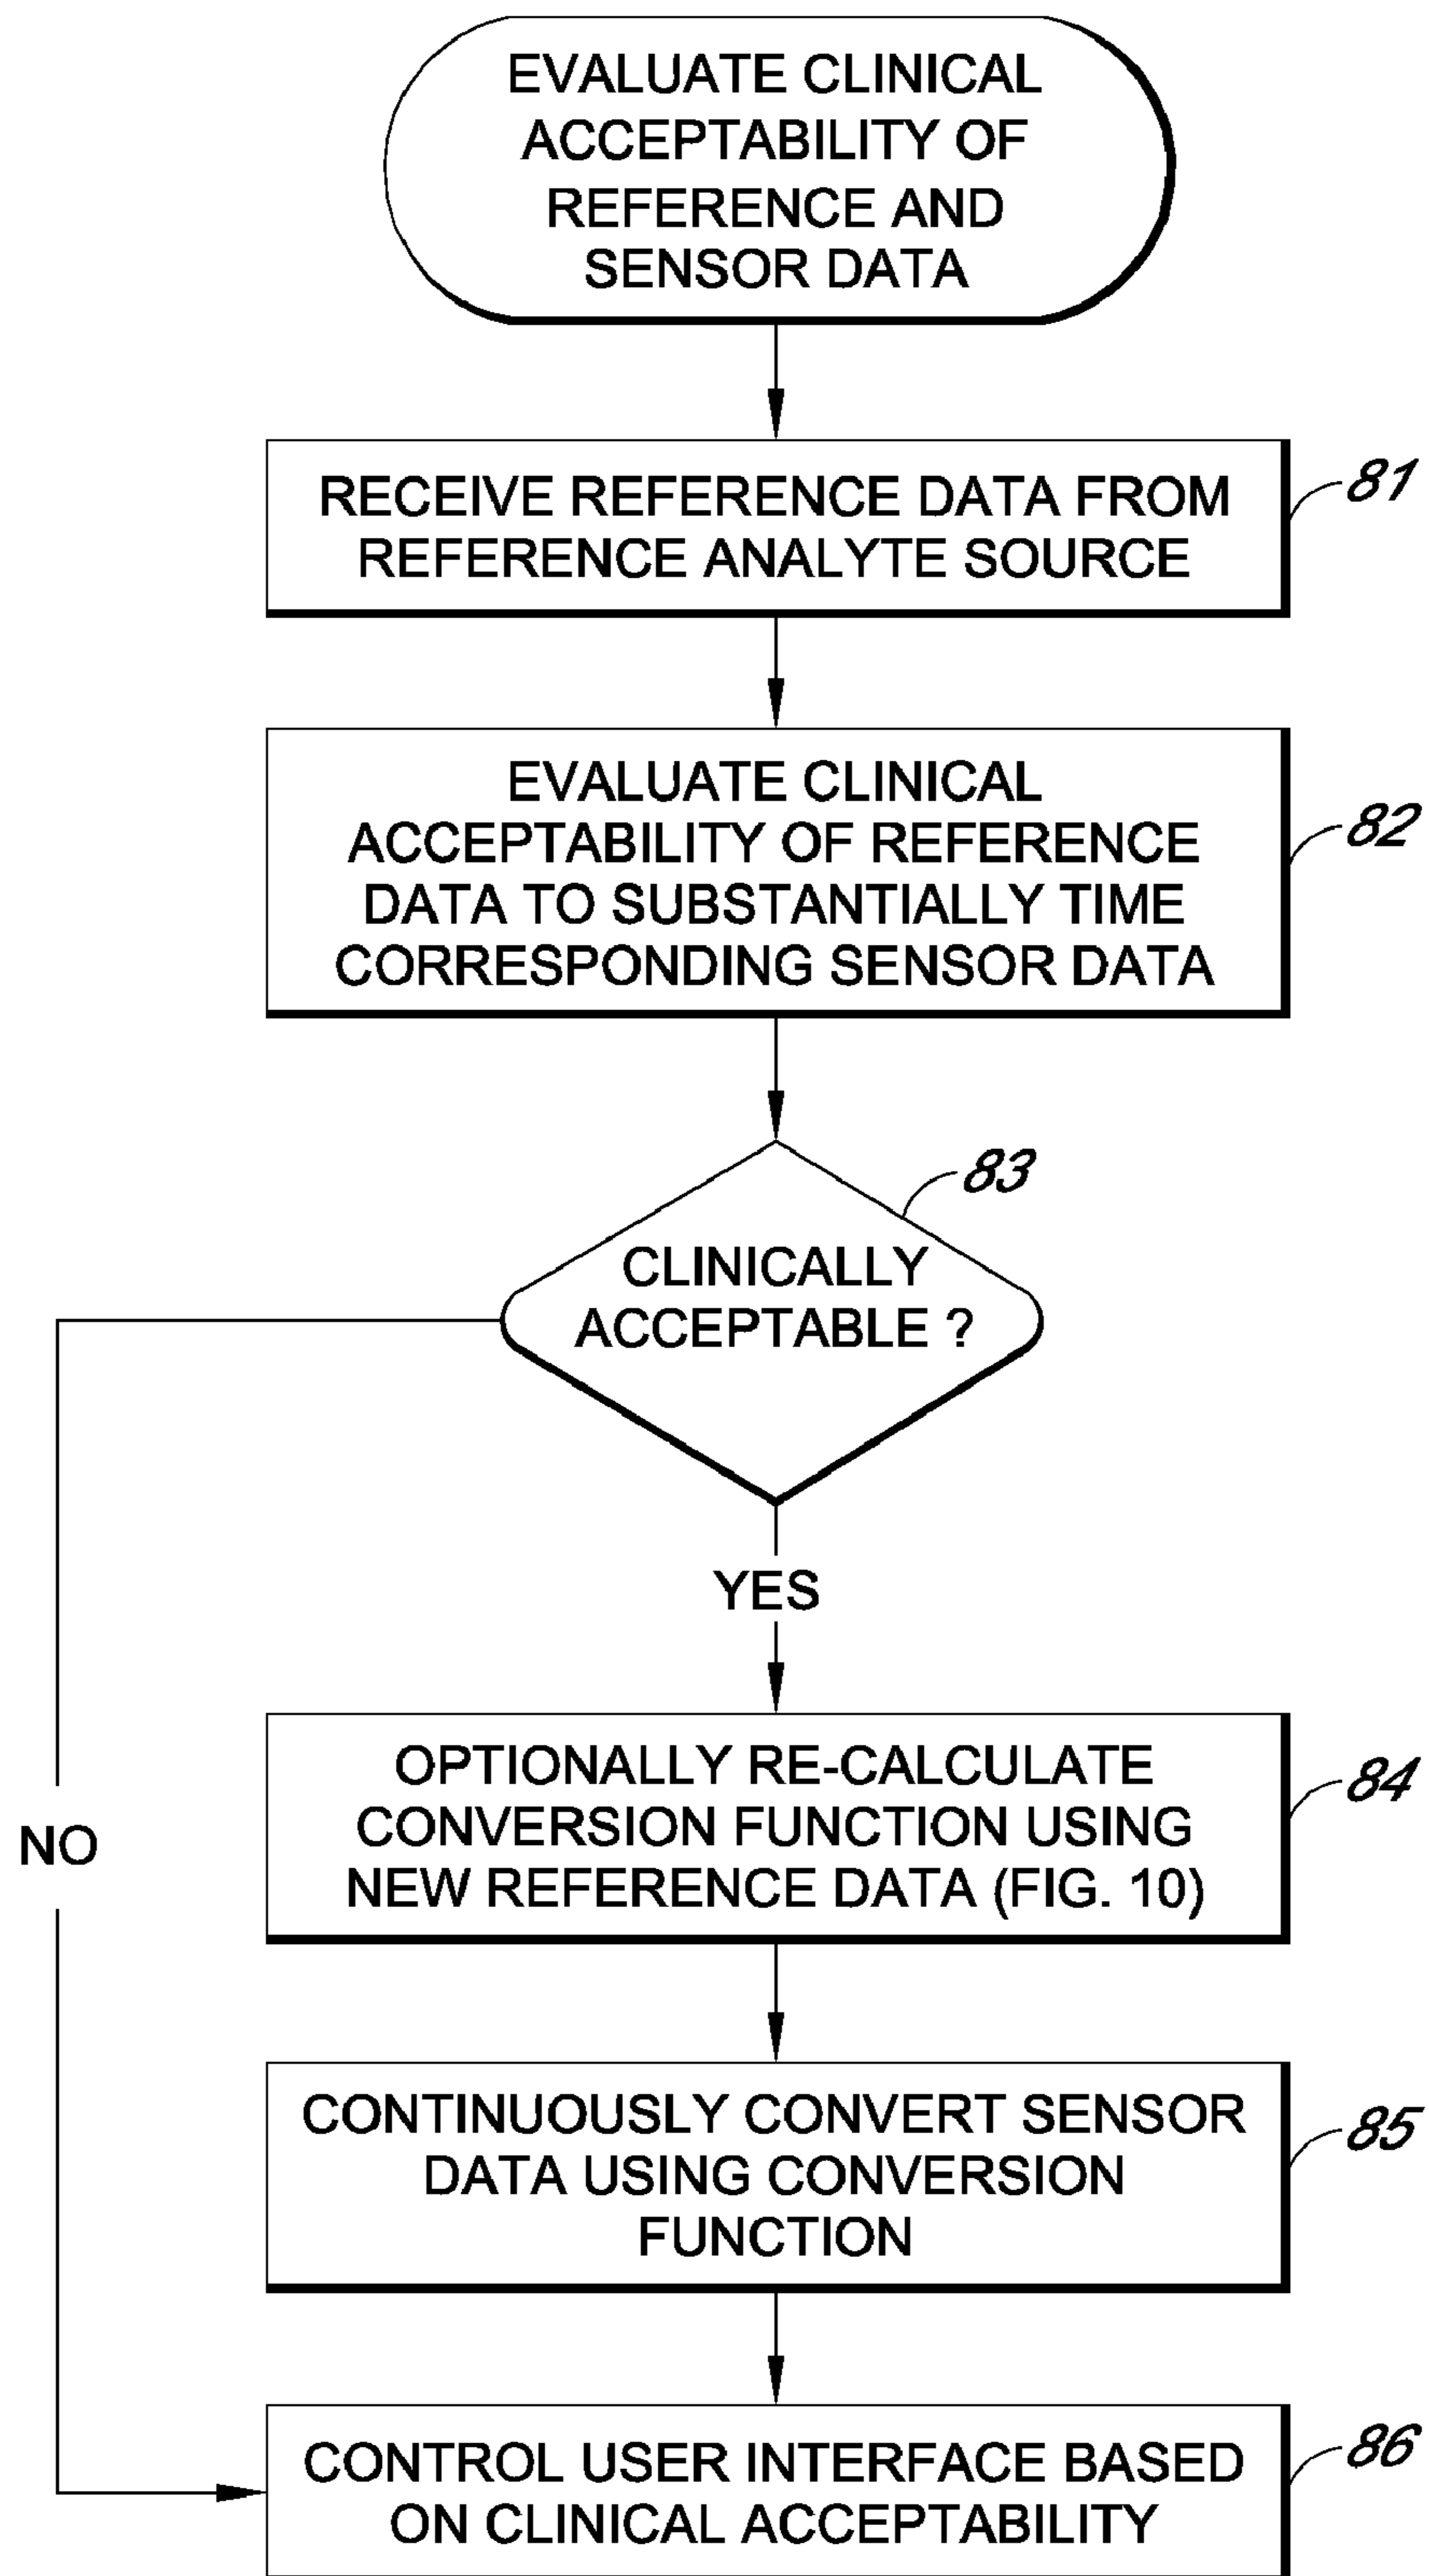 EVALUATE CLINICAL
ACCEPTABILITY OF
REFERENCE AND
SENSOR DATA
RECEIVE REFERENCE DATA FROM
REFERENCE ANALYTE SOURCE
81
EVALUATE CLINICAL
ACCEPTABILITY OF REFERENCE
DATA TO SUBSTANTIALLY TIME
CORRESPONDING SENSOR DATA
82
83
CLINICALLY
ACCEPTABLE ?
YES
NO
OPTIONALLY RE-CALCULATE
CONVERSION FUNCTION USING
NEW REFERENCE DATA (FIG. 10)
84
CONTINUOUSLY CONVERT SENSOR
DATA USING CONVERSION
FUNCTION
85
CONTROL USER INTERFACE BASED
ON CLINICAL ACCEPTABILITY
86